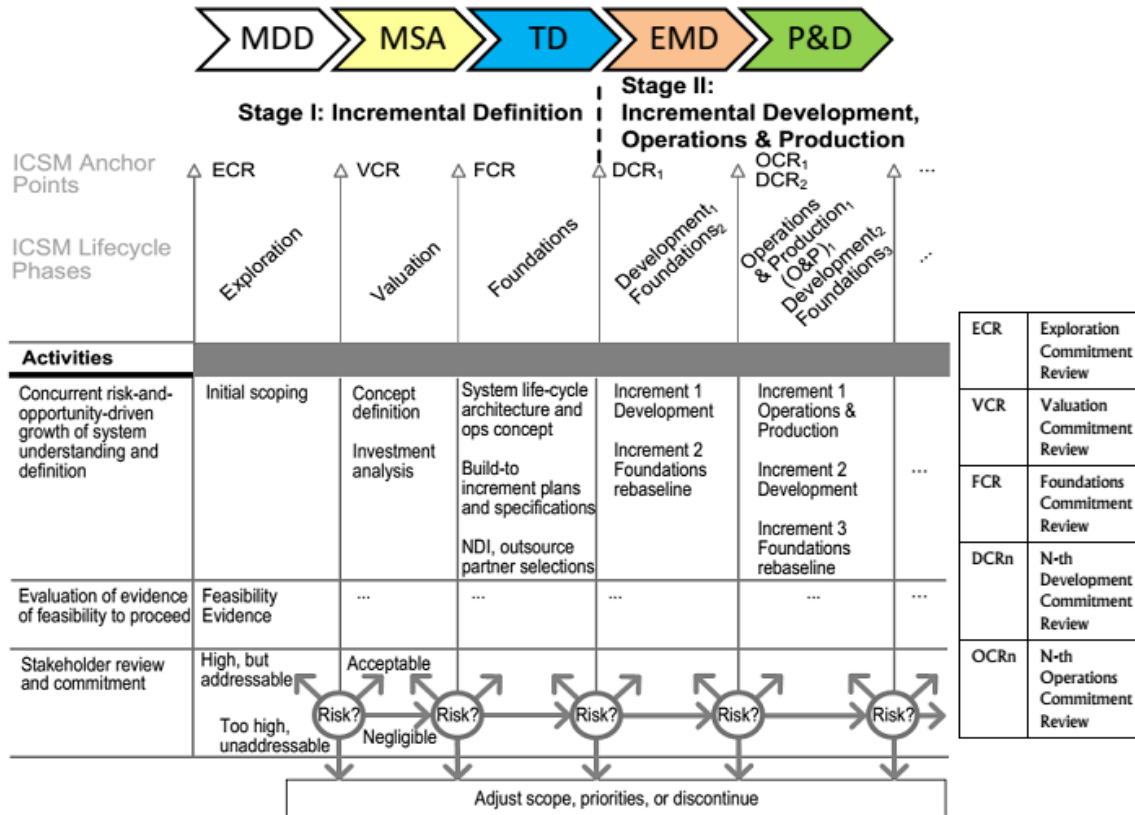 MDD
MSA
TD
EMD
P&D
Stage I: Incremental Definition
Stage II:
Incremental Development,
Operations & Production
ICSM Anchor
Points
ECR
VCR
FCR
DCR₁
OCR₁
DCR₂
...
ICSM Lifecycle
Phases
Exploration
Valuation
Foundations
Development₁
Foundations₂
Operations
& Production₁
(O&P)₁
Development₂
Foundations₃
...
Activities
Concurrent risk-and-
opportunity-driven
growth of system
understanding and
definition
Initial scoping
Concept
definition
Investment
analysis
System life-cycle
architecture and
ops concept
Build-to
increment plans
and specifications
NDI, outsource
partner selections
Increment 1
Development
Increment 2
Foundations
rebaseline
Increment 1
Operations &
Production
Increment 2
Development
Increment 3
Foundations
rebaseline
...
Evaluation of evidence
of feasibility to proceed
Feasibility
Evidence
...
...
...
...
...
Stakeholder review
and commitment
High, but
addressable
Too high,
unaddressable
Acceptable
Negligible
Risk?
Risk?
Risk?
Risk?
Risk?
Adjust scope, priorities, or discontinue
ECR
Exploration
Commitment
Review
VCR
Valuation
Commitment
Review
FCR
Foundations
Commitment
Review
DCRn
N-th
Development
Commitment
Review
OCRn
N-th
Operations
Commitment
Review